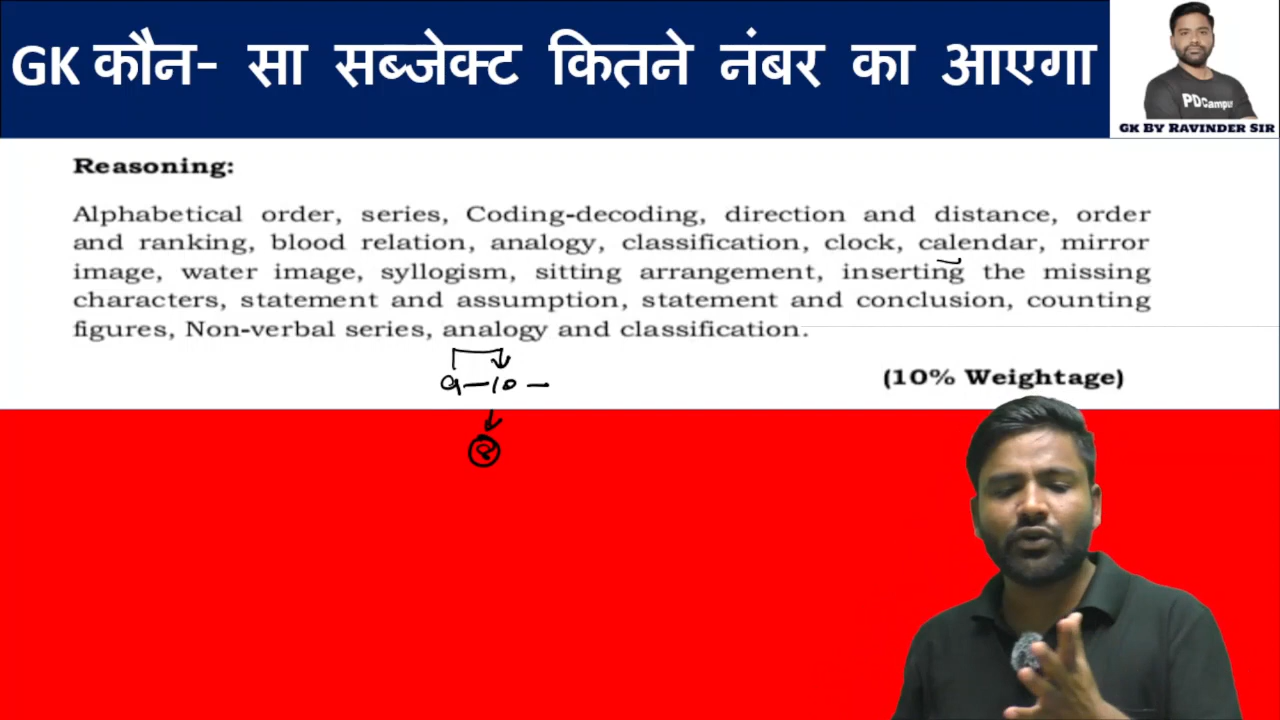 GK कौन- सा सब्जेक्ट कितने नंबर का आएगा
PDCampus
GK BY RAVINDER SIR
Reasoning:
Alphabetical order, series, Coding-decoding, direction and distance, order
and ranking, blood relation, analogy, classification, clock, calendar, mirror
image, water image, syllogism, sitting arrangement, inserting the missing
characters, statement and assumption, statement and conclusion, counting
figures, Non-verbal series, analogy and classification.
(10% Weightage)
9-10-